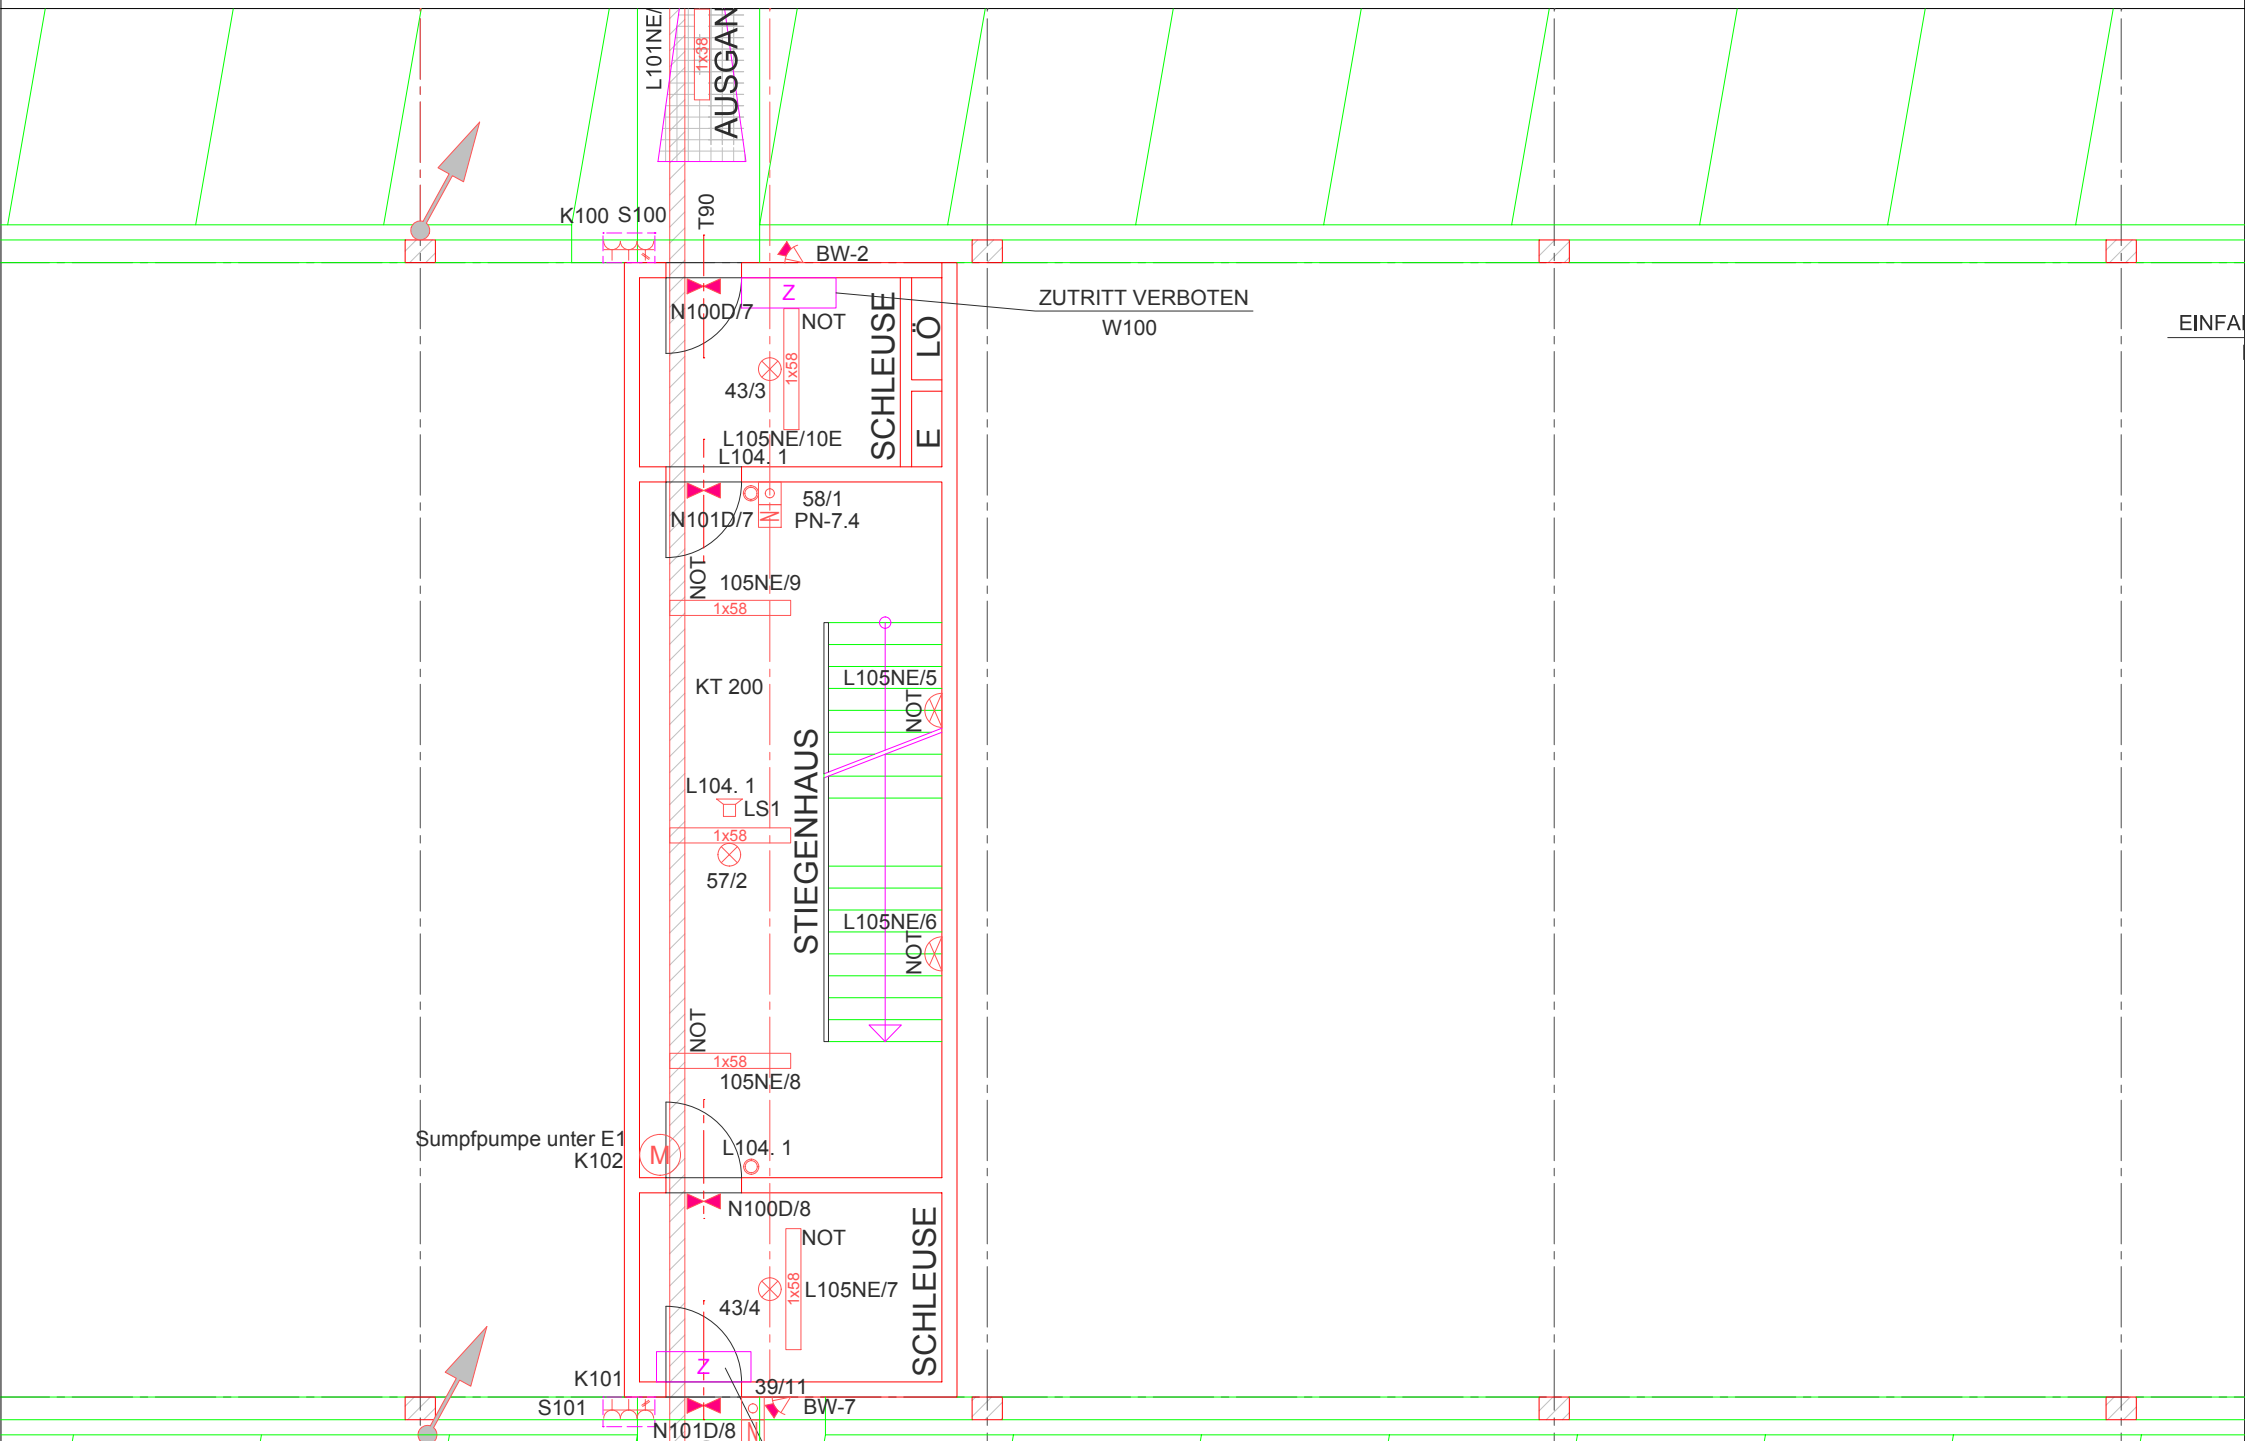 L101NE/
1x38
AUSGAN
K100 S100
T90
BW-2
Z
ZUTRITT VERBOTEN
W100
N100D/7
NOT
SCHLEUSE
LÖ
EINFA
43/3
1x58
E
L105NE/10E
L104. 1
58/1
N101D/7
N
PN-7.4
NOT
105NE/9
1x58
KT 200
L105NE/5
NOT
STIEGENHAUS
L104. 1
LS1
1x58
57/2
L105NE/6
NOT
NOT
1x58
105NE/8
Sumpfpumpe unter E1
K102
M
L104. 1
N100D/8
NOT
SCHLEUSE
1x58
L105NE/7
43/4
Z
K101
39/11
S101
BW-7
N101D/8
N